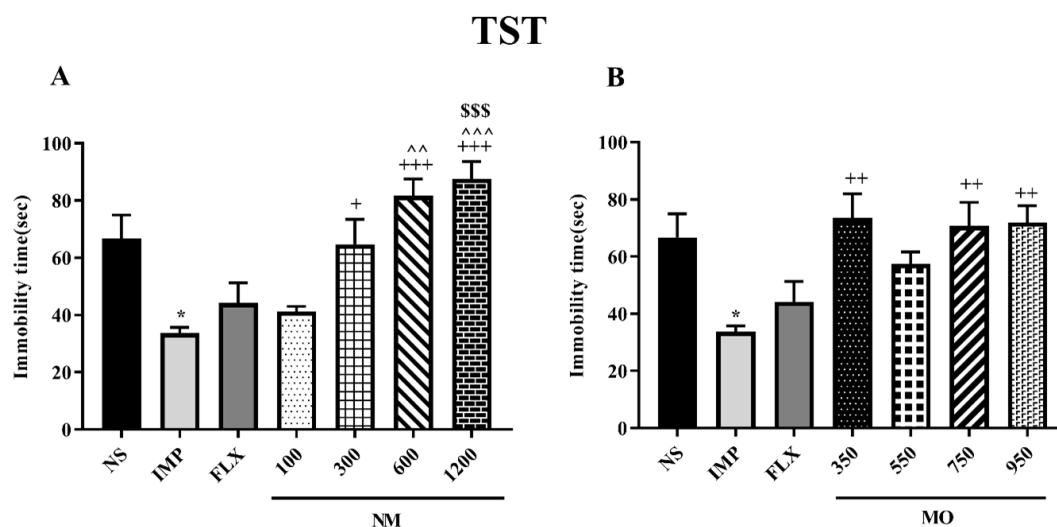 TST
A
$$$
^^^
+++
^^
+++
+
*
100
80
60
40
20
0
Immobility time(sec)
NS
IMP
FLX
100
300
600
1200
NM
B
++
++
++
*
100
80
60
40
20
0
Immobility time(sec)
NS
IMP
FLX
350
550
750
950
MO